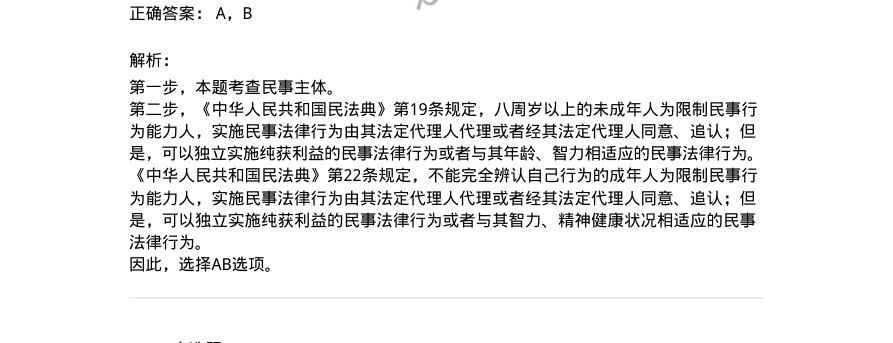 正确答案： A，B
解析：
第一步，本题考查民事主体。
第二步，《中华人民共和国民法典》第19条规定，八周岁以上的未成年人为限制民事行
为能力人，实施民事法律行为由其法定代理人代理或者经其法定代理人同意、追认；但
是，可以独立实施纯获利益的民事法律行为或者与其年龄、智力相适应的民事法律行为。
《中华人民共和国民法典》第22条规定，不能完全辨认自己行为的成年人为限制民事行
为能力人，实施民事法律行为由其法定代理人代理或者经其法定代理人同意、追认；但
是，可以独立实施纯获利益的民事法律行为或者与其智力、精神健康状况相适应的民事
法律行为。
因此，选择AB选项。